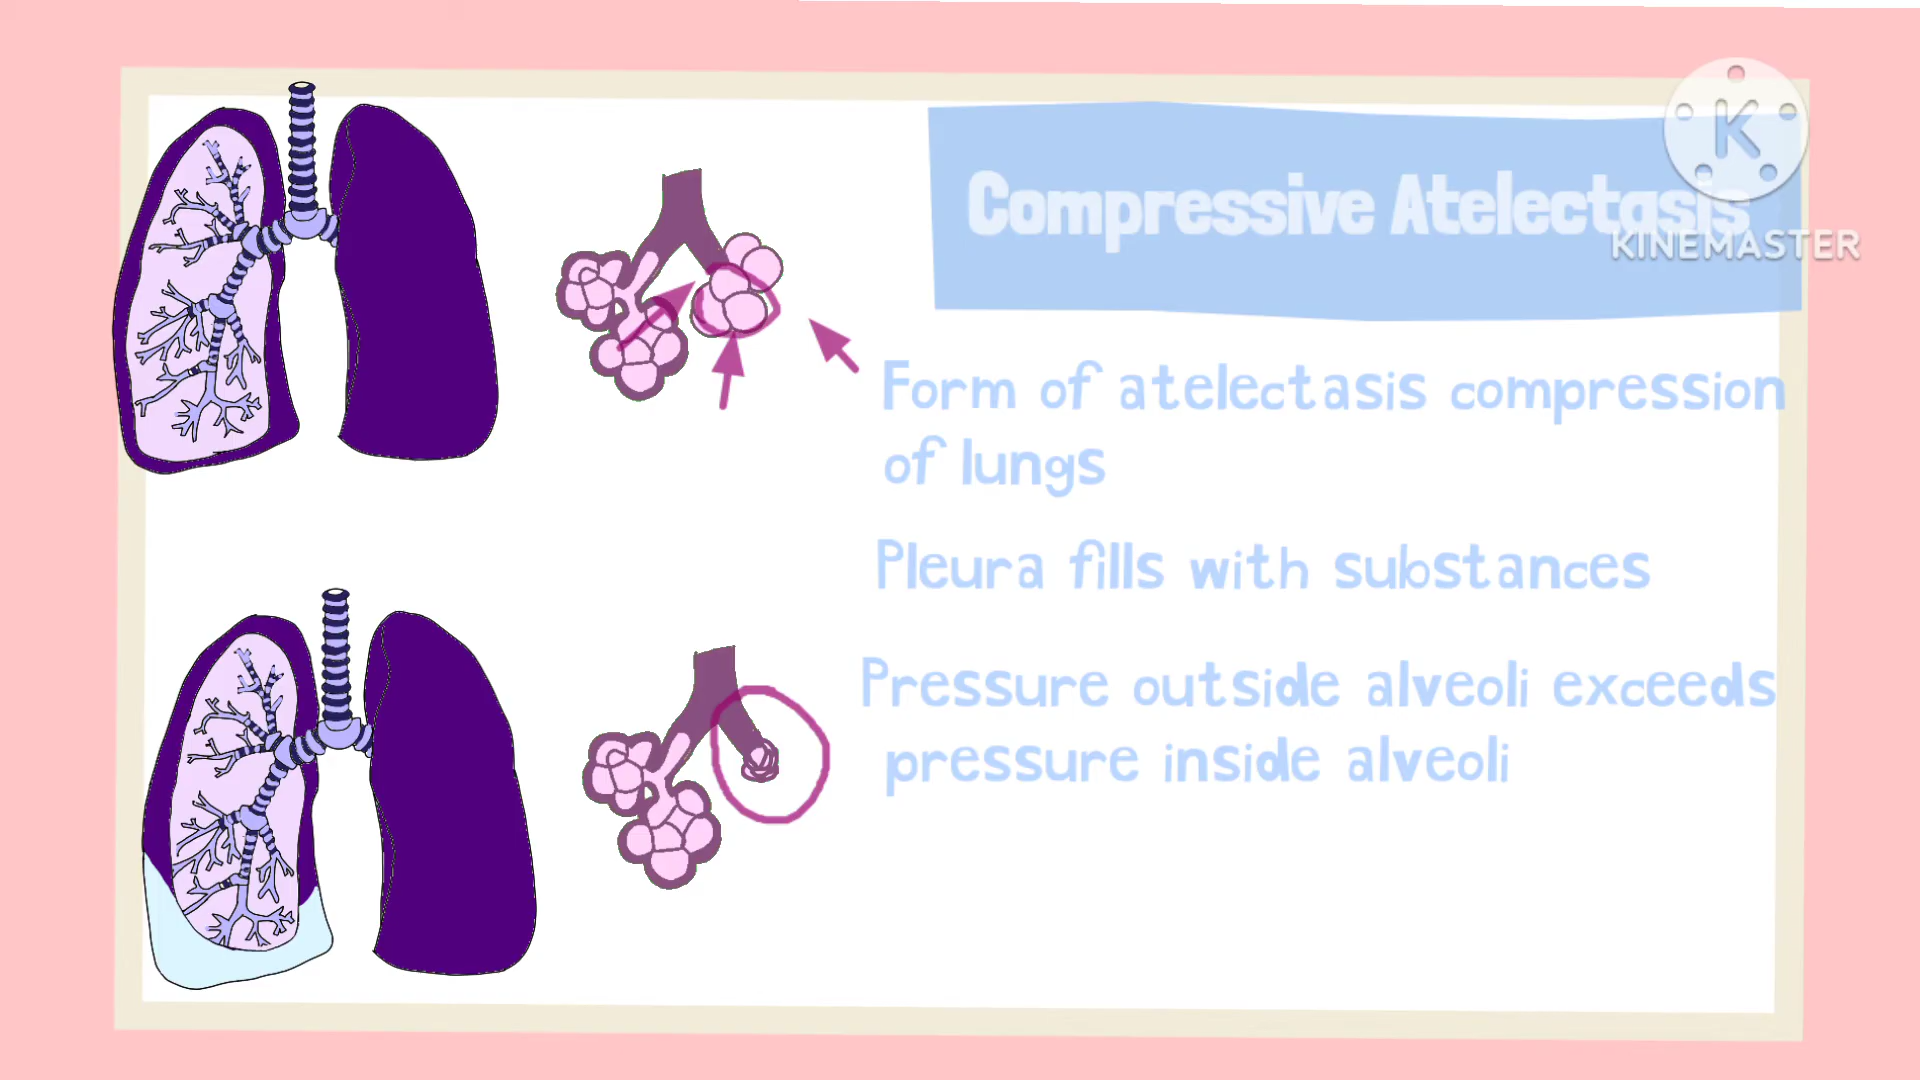 Compressive Atelectasis
K
KINEMASTER
Form of atelectasis compression
of lungs
Pleura fills with substances
Pressure outside alveoli exceeds
pressure inside alveoli